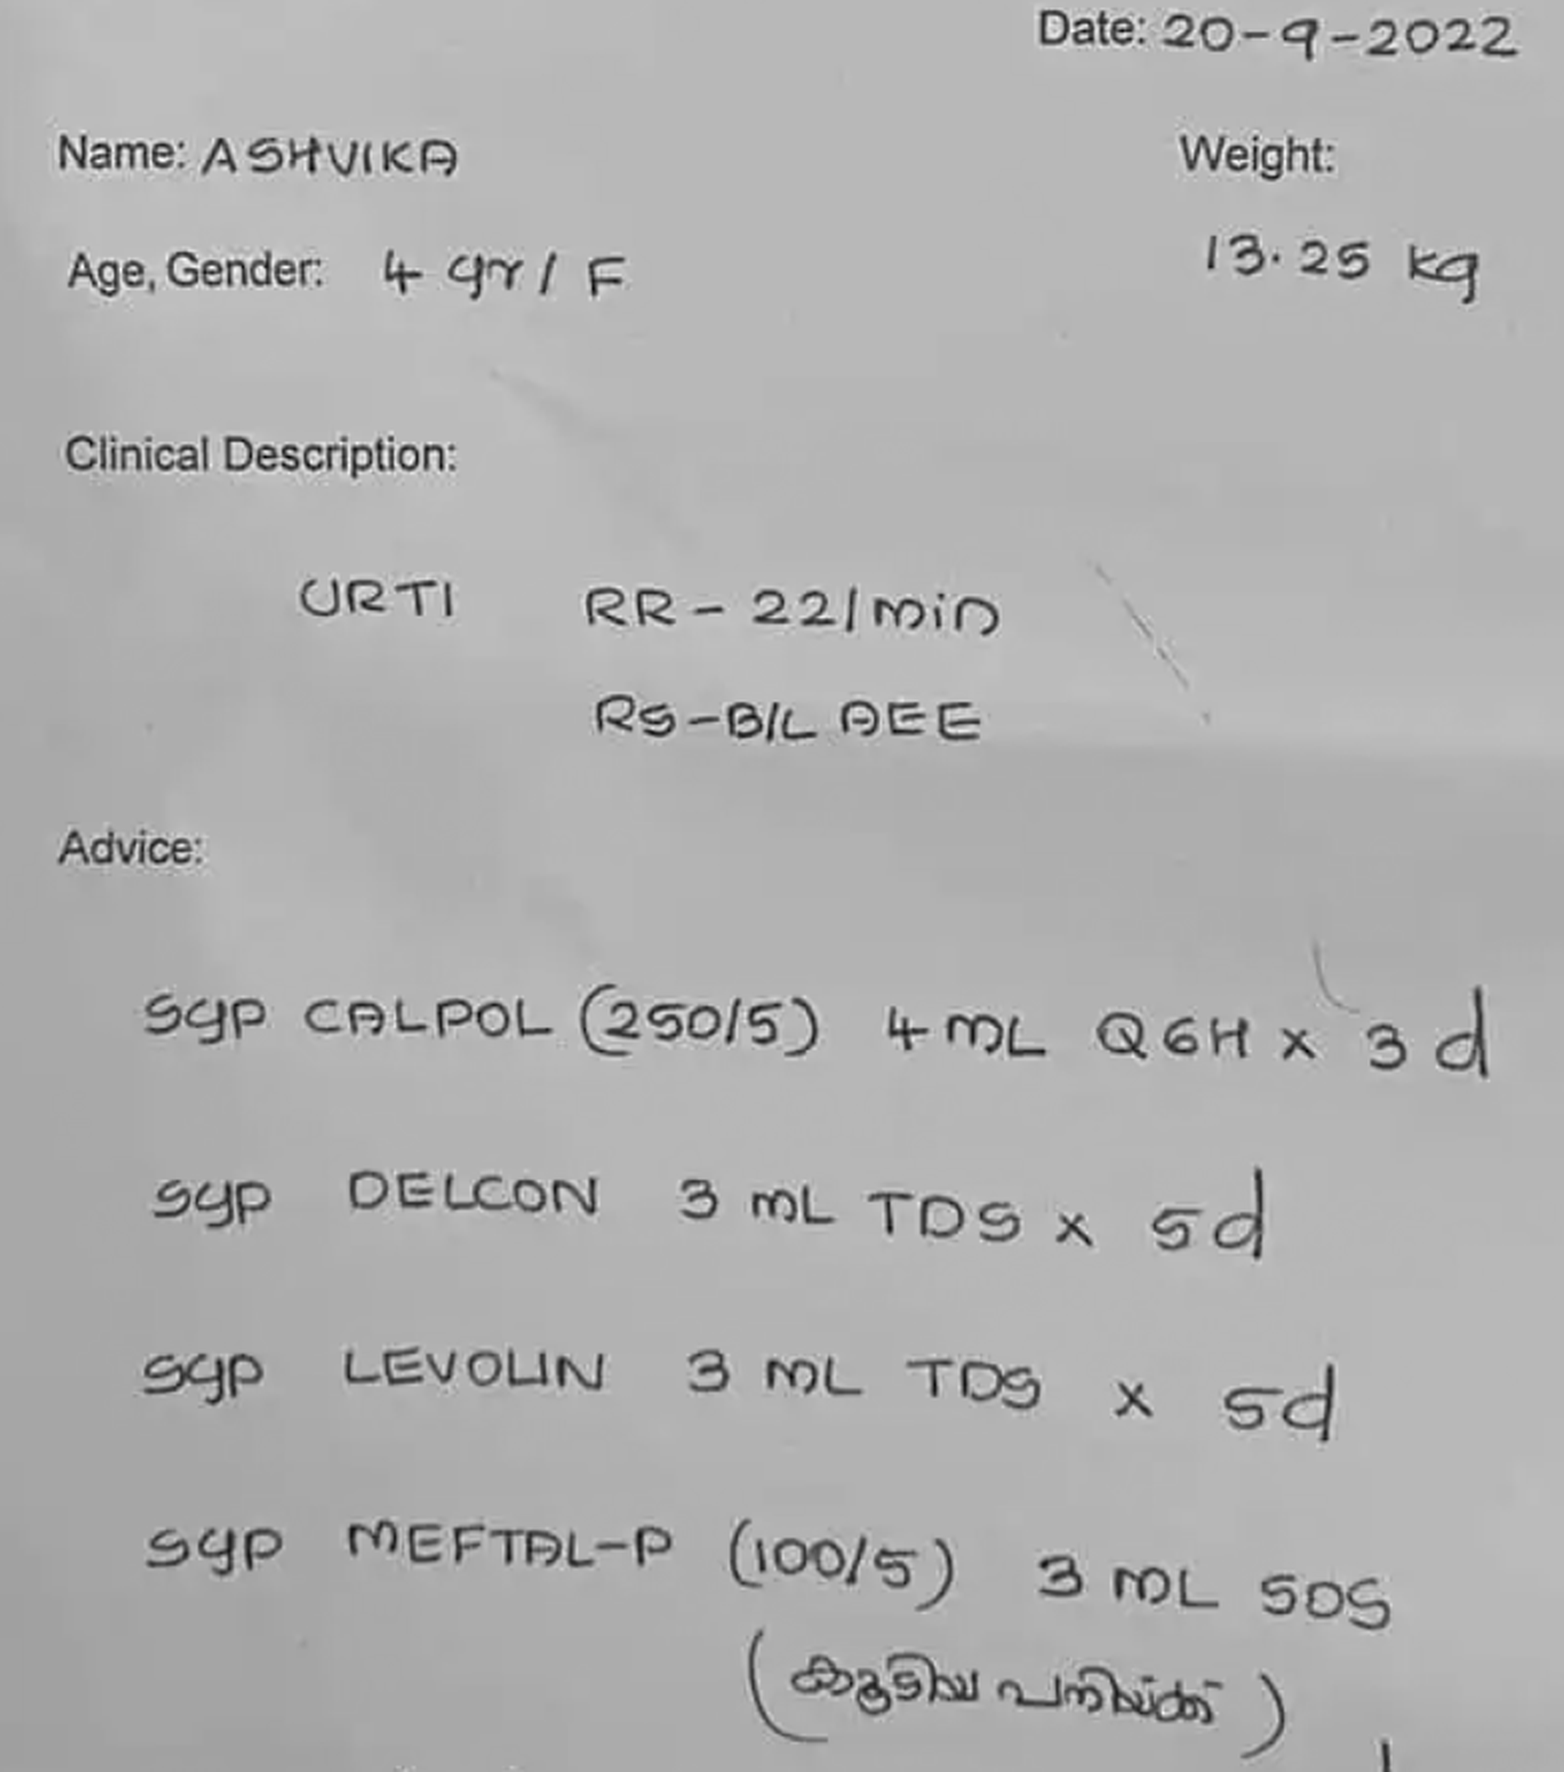 Date: 20-9-2022
Name: ASHVIKA Weight:
Age, Gender: 4 yr / F 13.25 kg
Clinical Description:
URTI RR - 22/min
RS - B/L AEE
Advice:
Syp CALPOL (250/5) 4 mL Q6H x 3 d
Syp DELCON 3 mL TDS x 5d
Syp LEVOLIN 3 mL TDS x 5d
Syp MEFTAL-P (100/5) 3 mL SOS
(കൂടിയ പനിയ്ക്ക്)